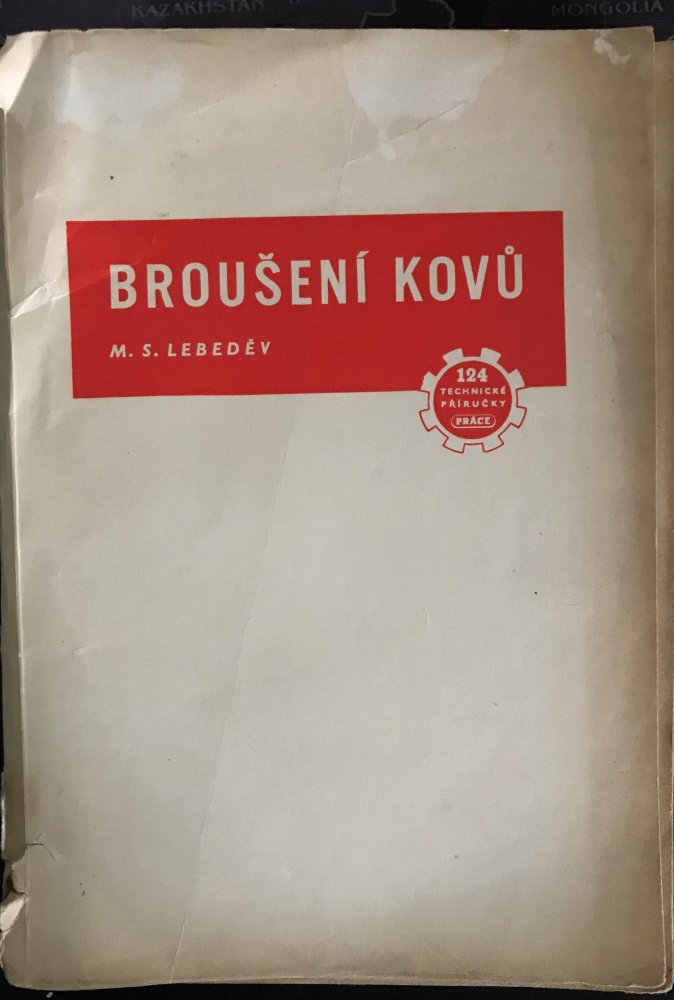 KAZAKHSTAN
MONGOLIA
BROUŠENÍ KOVŮ
M. S. LEBEDĚV
124
TECHNICKÉ
PŘÍRUČKY
PRÁCE